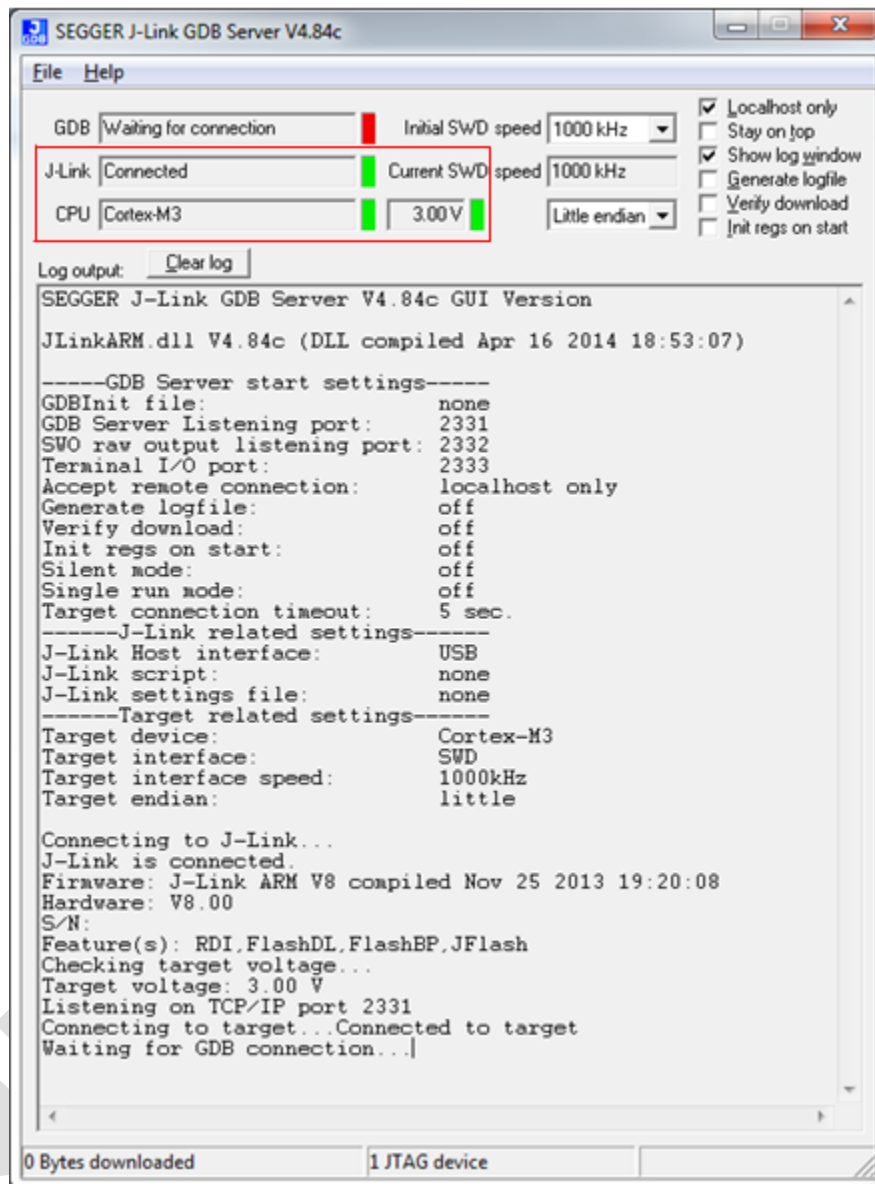 SEGGER J-Link GDB Server V4.84c
File Help
GDB Waiting for connection Initial SWD speed 1000 kHz
J-Link Connected Current SWD speed 1000 kHz
CPU Cortex-M3 3.00 V Little endian
Localhost only
Stay on top
Show log window
Generate logfile
Verify download
Init regs on start
Log output: Clear log
SEGGER J-Link GDB Server V4.84c GUI Version
JLinkARM.dll V4.84c (DLL compiled Apr 16 2014 18:53:07)
-----GDB Server start settings-----
GDBInit file: none
GDB Server Listening port: 2331
SWO raw output listening port: 2332
Terminal I/O port: 2333
Accept remote connection: localhost only
Generate logfile: off
Verify download: off
Init regs on start: off
Silent mode: off
Single run mode: off
Target connection timeout: 5 sec.
------J-Link related settings------
J-Link Host interface: USB
J-Link script: none
J-Link settings file: none
------Target related settings------
Target device: Cortex-M3
Target interface: SWD
Target interface speed: 1000kHz
Target endian: little
Connecting to J-Link...
J-Link is connected.
Firmware: J-Link ARM V8 compiled Nov 25 2013 19:20:08
Hardware: V8.00
S/N:
Feature(s): RDI,FlashDL,FlashBP,JFlash
Checking target voltage...
Target voltage: 3.00 V
Listening on TCP/IP port 2331
Connecting to target...Connected to target
Waiting for GDB connection...
0 Bytes downloaded 1 JTAG device